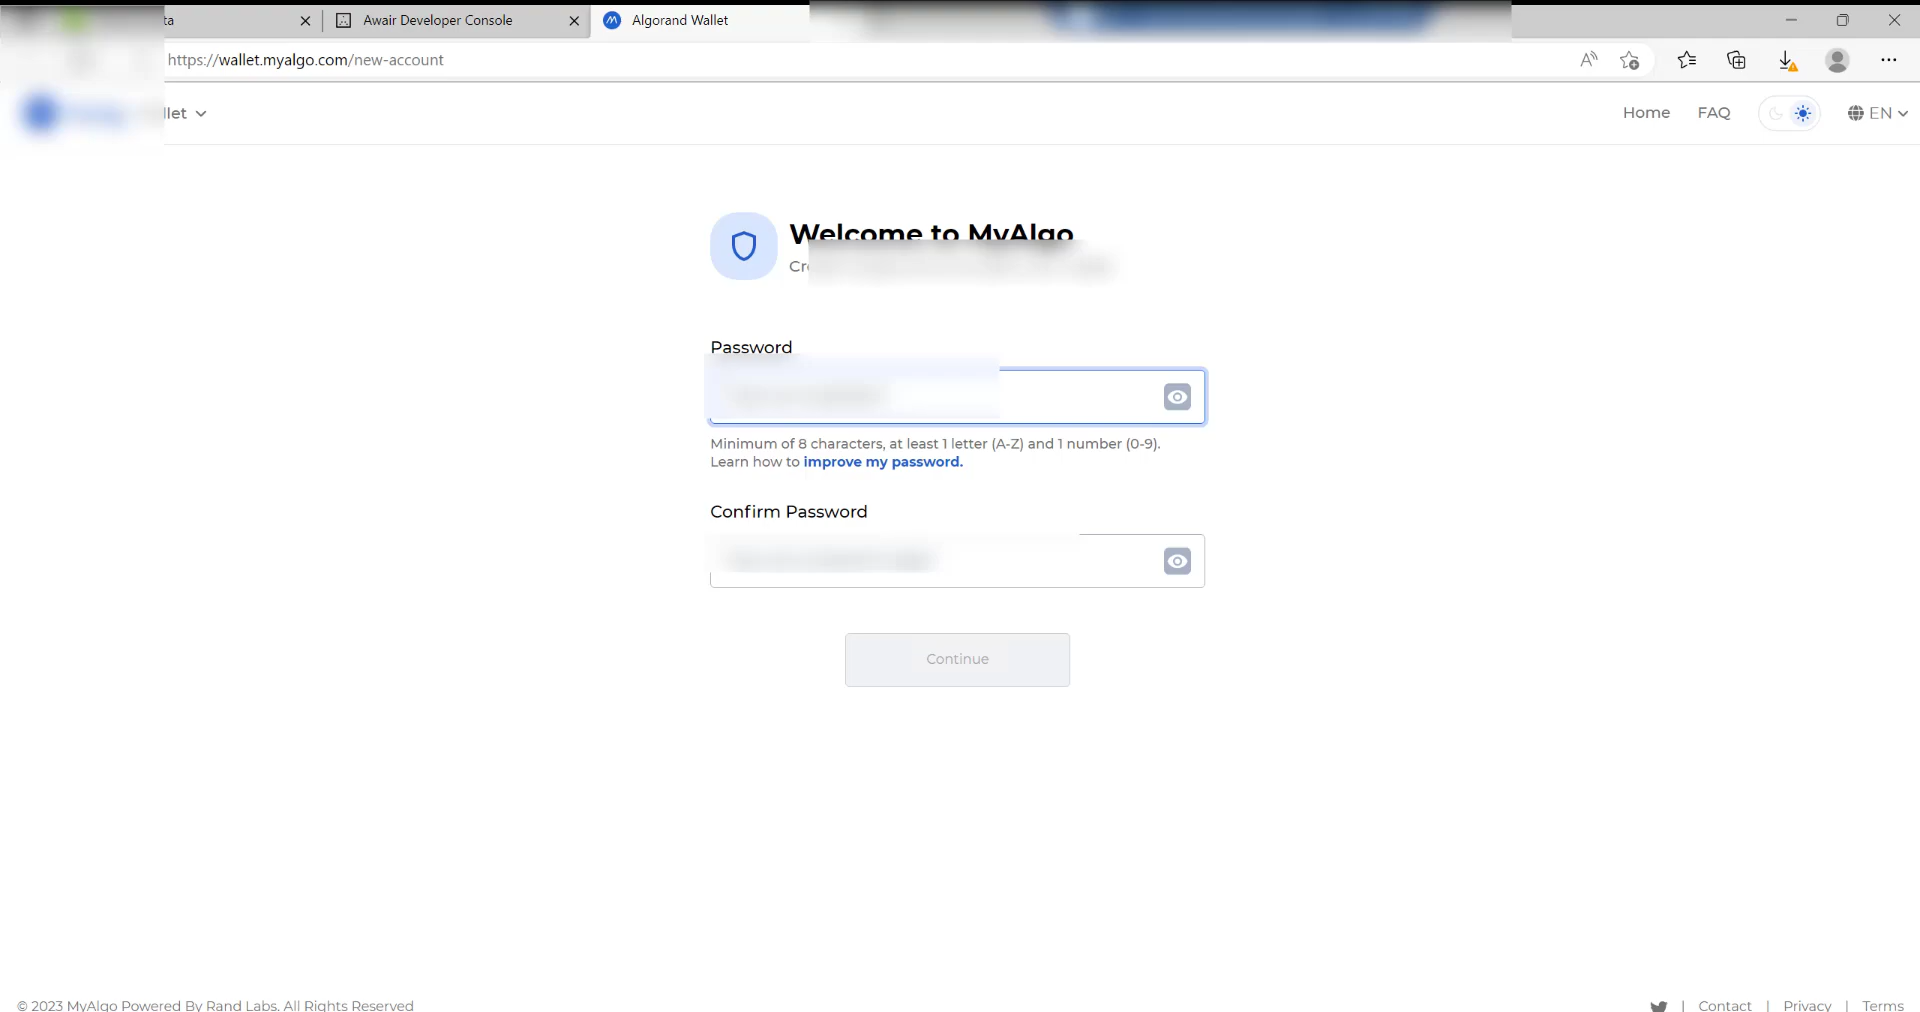 ta
Awair Developer Console
Algorand Wallet
https://wallet.myalgo.com/new-account
llet
Home
FAQ
EN
Welcome to MyAlgo
Password
Minimum of 8 characters, at least 1 letter (A-Z) and 1 number (0-9).
Learn how to improve my password.
Confirm Password
Continue
© 2023 MyAlgo Powered By Rand Labs. All Rights Reserved
| Contact | Privacy | Terms